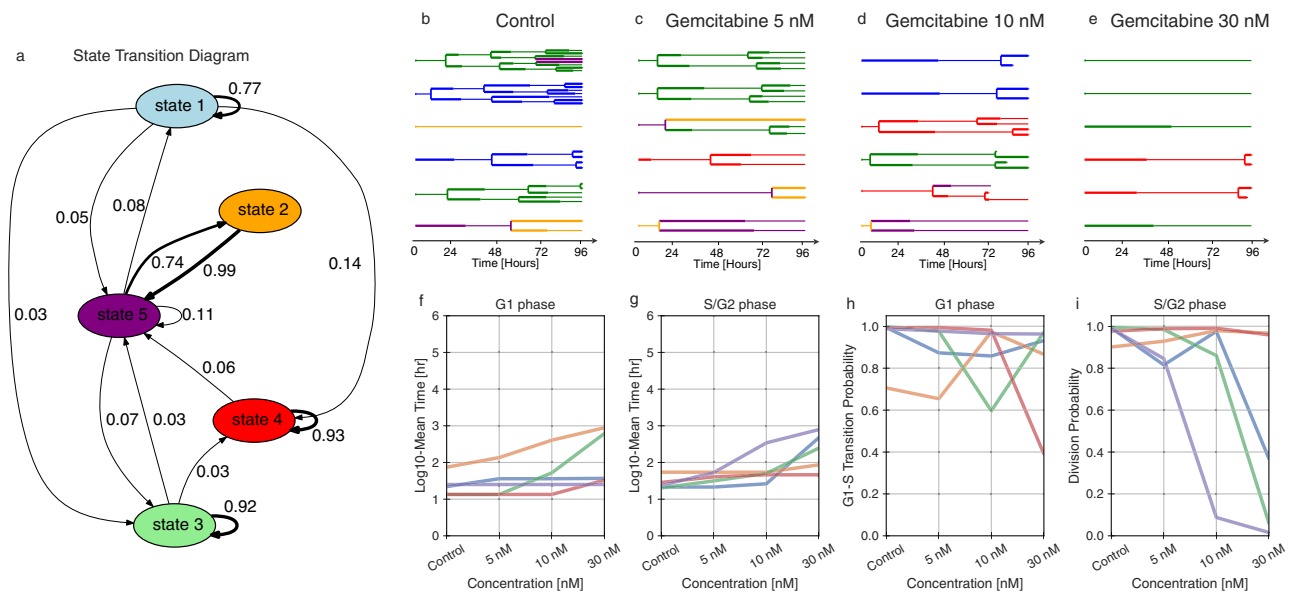 a State Transition Diagram
state 1
0.77
state 2
0.05
0.08
0.74
0.99
0.14
0.03
state 5
0.11
0.06
0.07
0.03
state 4
0.93
0.03
0.92
state 3
b Control
0 24 48 72 96
Time [Hours]
c Gemcitabine 5 nM
0 24 48 72 96
Time [Hours]
d Gemcitabine 10 nM
0 24 48 72 96
Time [Hours]
e Gemcitabine 30 nM
0 24 48 72 96
Time [Hours]
f G1 phase
Log10-Mean Time [hr]
6
5
4
3
2
1
0
Control 5 nM 10 nM 30 nM
Concentration [nM]
g S/G2 phase
Log10-Mean Time [hr]
6
5
4
3
2
1
0
Control 5 nM 10 nM 30 nM
Concentration [nM]
h G1 phase
G1-S Transition Probability
1.0
0.8
0.6
0.4
0.2
0.0
Control 5 nM 10 nM 30 nM
Concentration [nM]
i S/G2 phase
Division Probability
1.0
0.8
0.6
0.4
0.2
0.0
Control 5 nM 10 nM 30 nM
Concentration [nM]